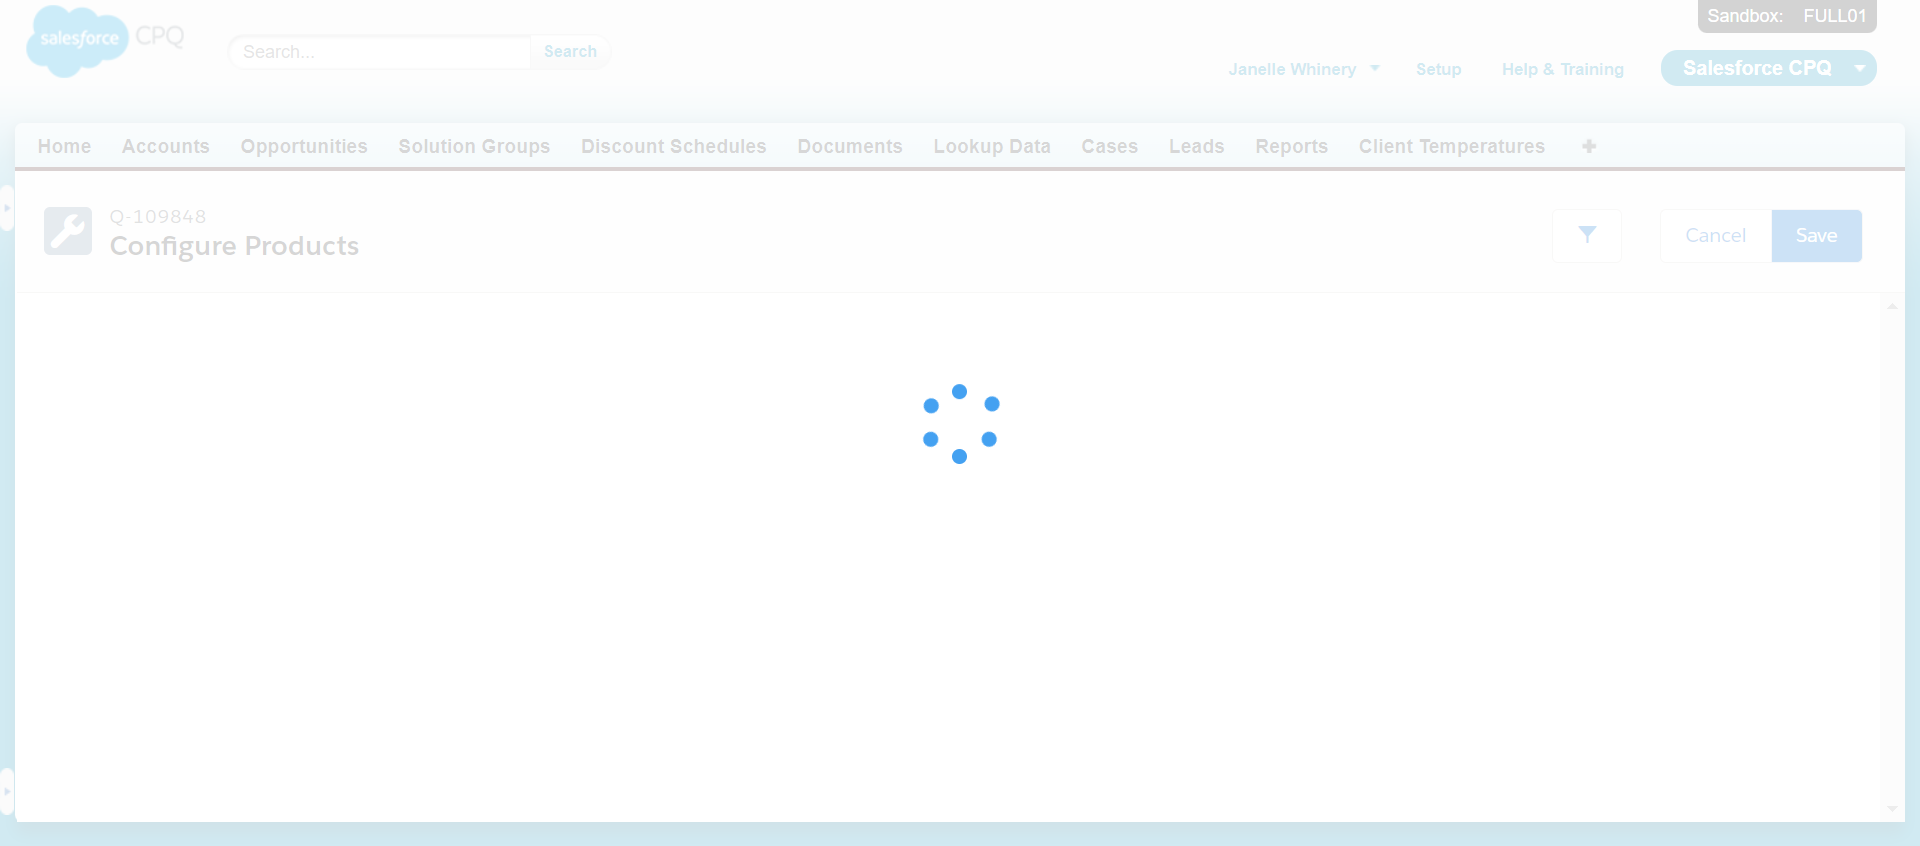 salesforce CPQ
Search...
Search
Sandbox: FULL01
Janelle Whinery
Setup
Help & Training
Salesforce CPQ
Home Accounts Opportunities Solution Groups Discount Schedules Documents Lookup Data Cases Leads Reports Client Temperatures
Q-109848
Configure Products
Cancel
Save